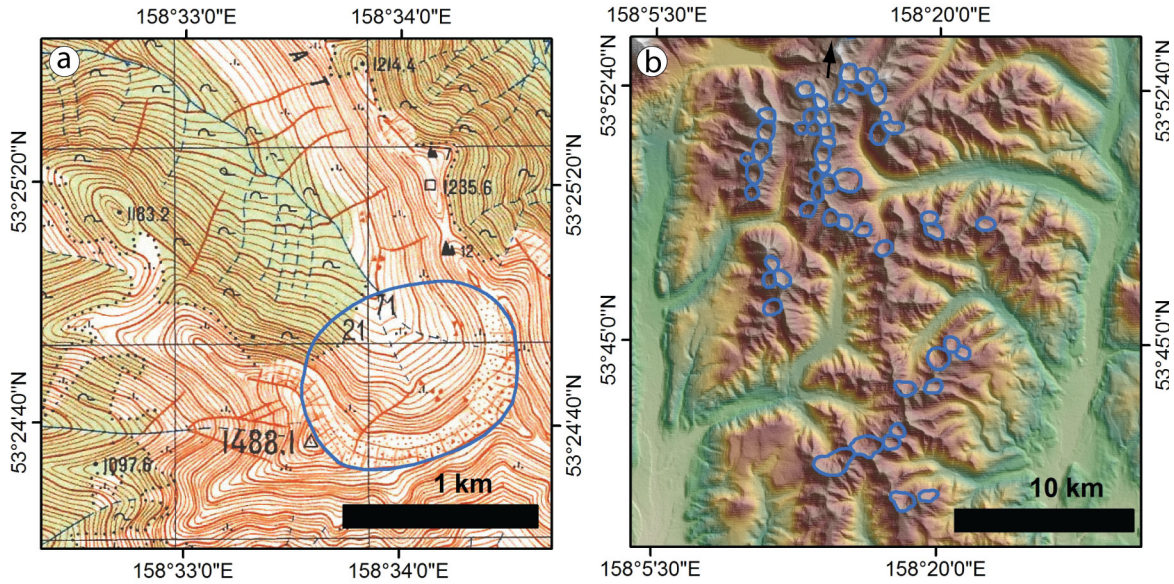 158°33'0"E
158°34'0"E
158°5'30"E
158°20'0"E
a
b
53°25'20"N
53°24'40"N
53°25'20"N
53°24'40"N
53°52'40"N
53°45'0"N
53°52'40"N
53°45'0"N
А Т
1214.4
1235.6
1183.2
12
21
1488.1
1097.6
1 km
10 km
158°33'0"E
158°34'0"E
158°5'30"E
158°20'0"E